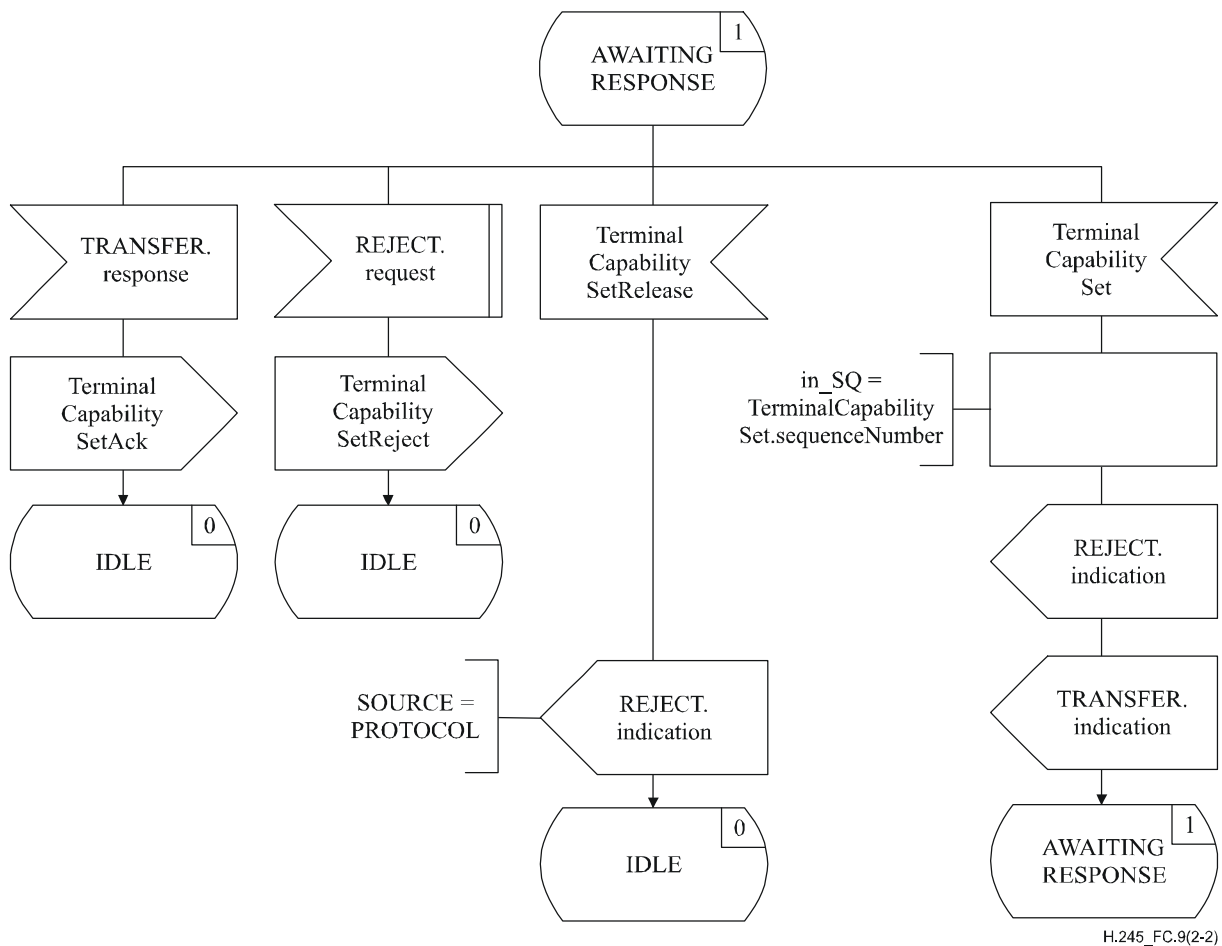 1
AWAITING
RESPONSE
TRANSFER.
response
REJECT.
request
Terminal
Capability
SetRelease
Terminal
Capability
Set
Terminal
Capability
SetAck
Terminal
Capability
SetReject
in_SQ =
TerminalCapability
Set.sequenceNumber
0
IDLE
0
IDLE
REJECT.
indication
SOURCE =
PROTOCOL
REJECT.
indication
TRANSFER.
indication
0
IDLE
1
AWAITING
RESPONSE
H.245_FC.9(2-2)